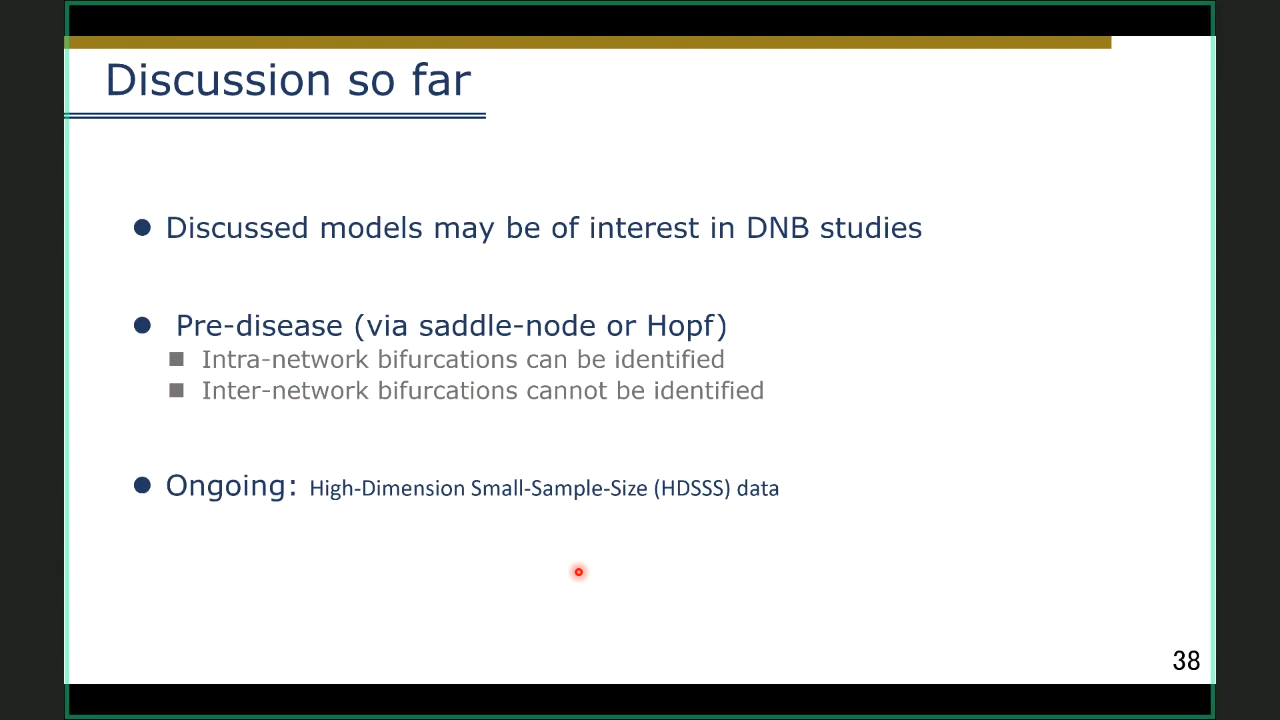 Discussion so far
Discussed models may be of interest in DNB studies
Pre-disease (via saddle-node or Hopf)
Intra-network bifurcations can be identified
Inter-network bifurcations cannot be identified
Ongoing: High-Dimension Small-Sample-Size (HDSSS) data
38